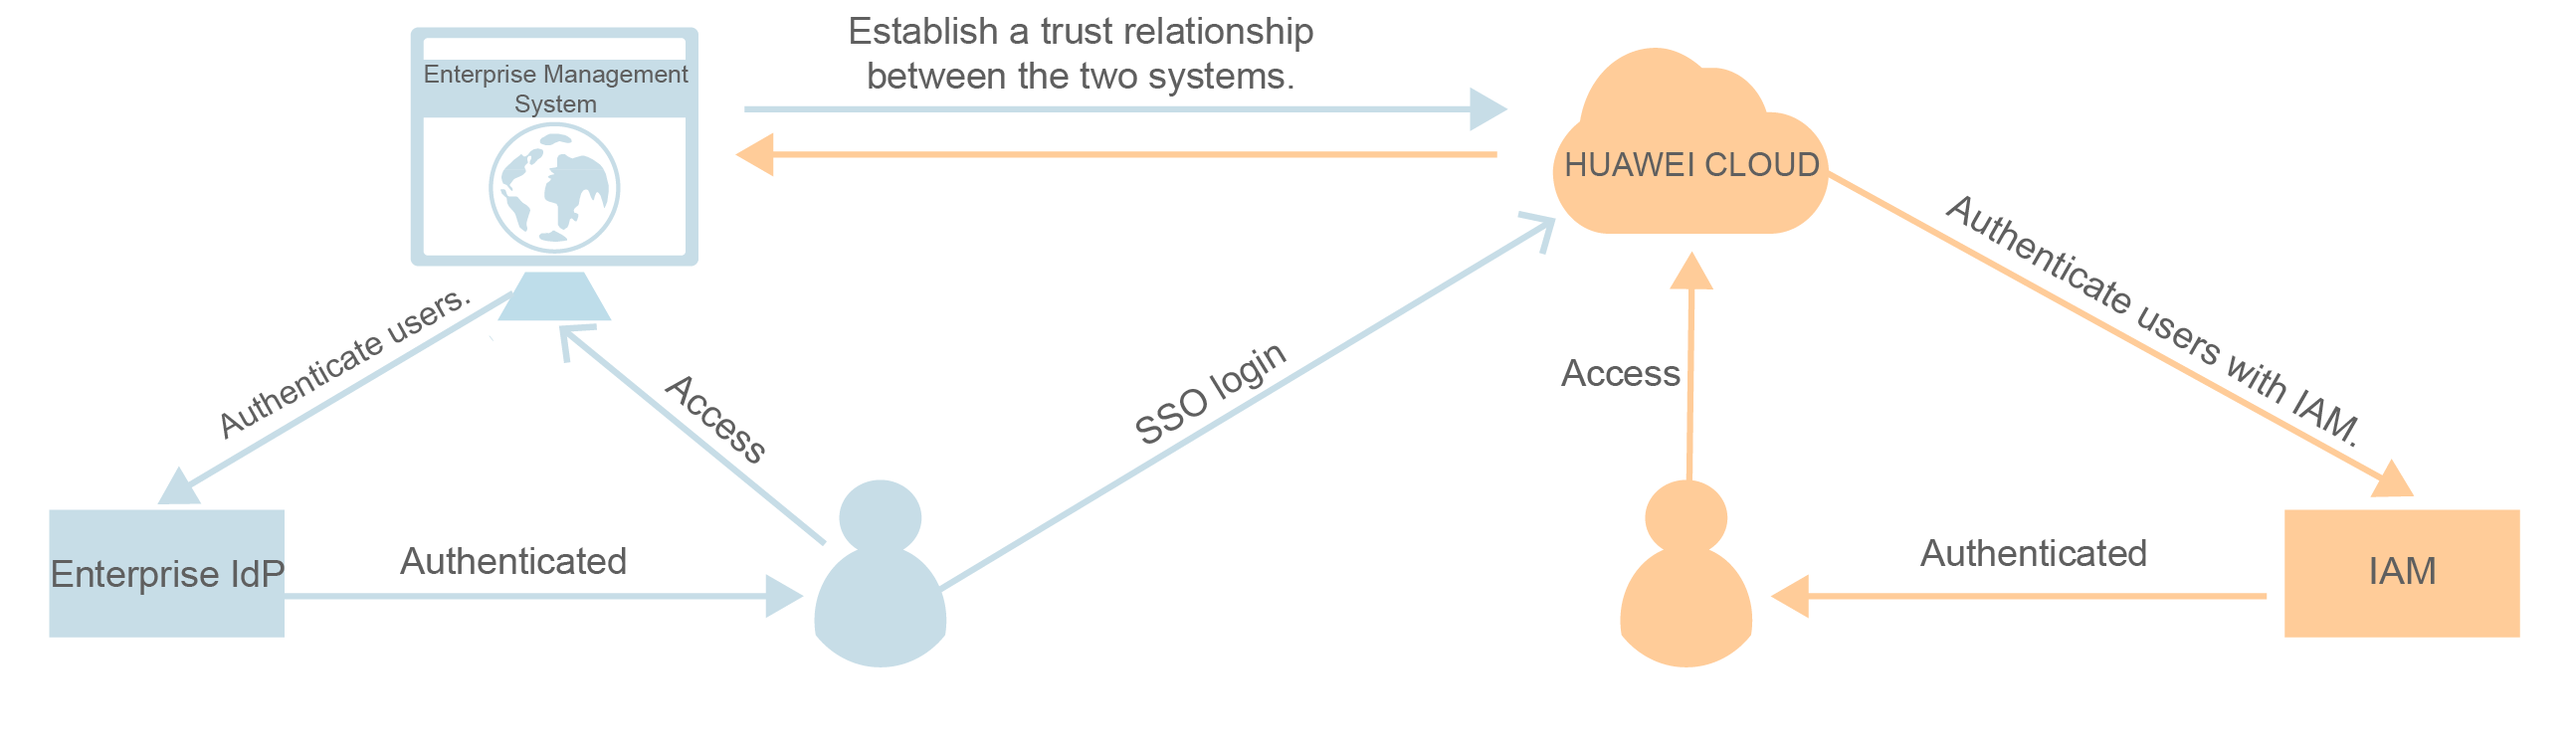 Establish a trust relationship
between the two systems.
Enterprise Management
System
HUAWEI CLOUD
Authenticate users.
Access
SSO login
Access
Authenticate users with IAM.
Enterprise IdP
Authenticated
Authenticated
IAM